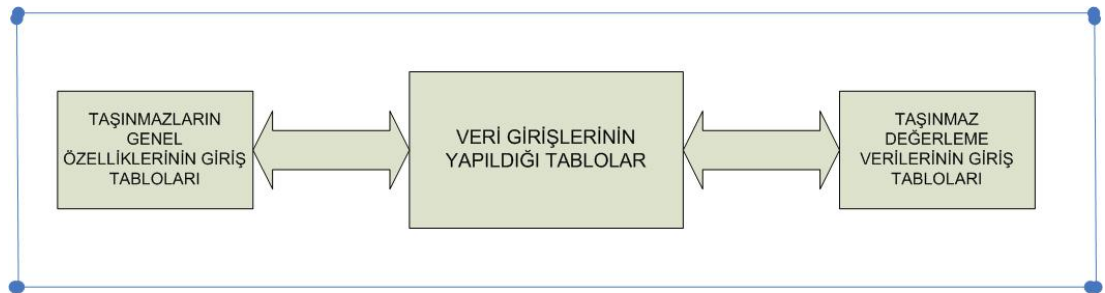 TAŞINMAZLARIN
GENEL
ÖZELLİKLERİNİN GİRİŞ
TABLOLARI
VERİ GİRİŞLERİNİN
YAPILDIĞI TABLOLAR
TAŞINMAZ
DEĞERLEME
VERİLERİNİN GİRİŞ
TABLOLARI